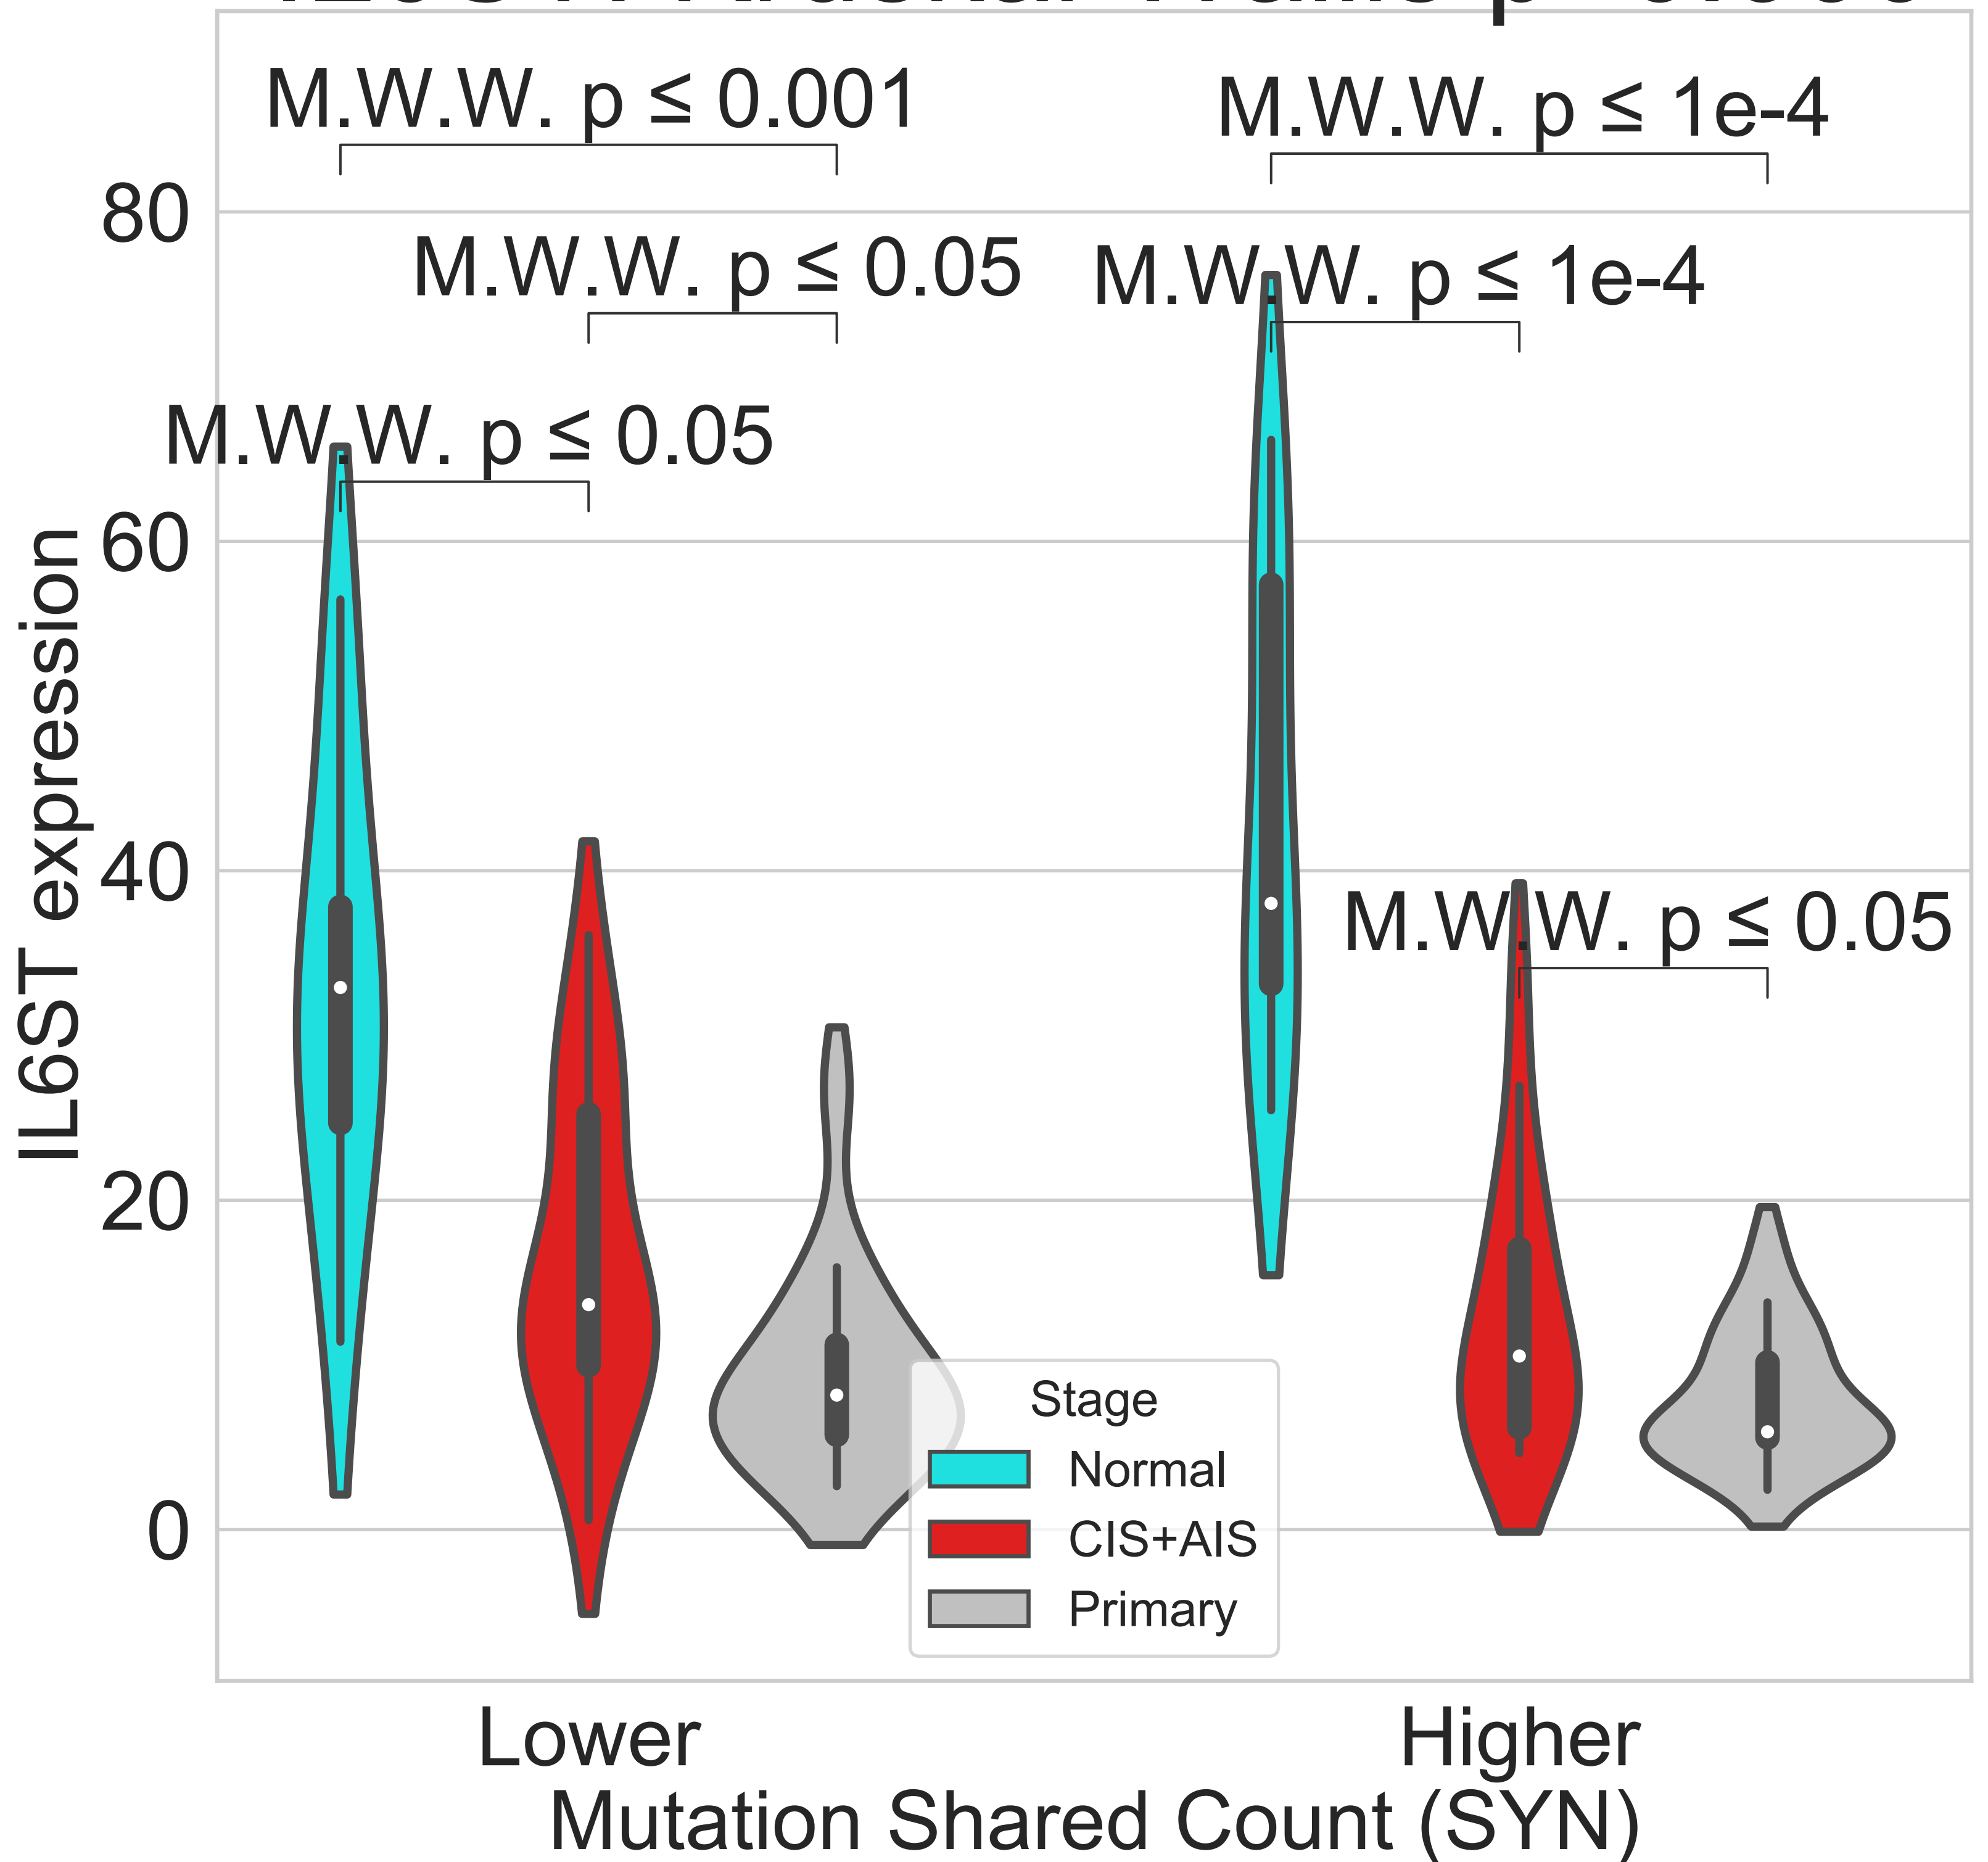 M.W.W. p ≤ 0.001
M.W.W. p ≤ 1e-4
80
M.W.W. p ≤ 0.05
M.W.W. p ≤ 1e-4
M.W.W. p ≤ 0.05
60
IL6ST expression
40
M.W.W. p ≤ 0.05
20
0
Stage
Normal
CIS+AIS
Primary
Lower
Higher
Mutation Shared Count (SYN)